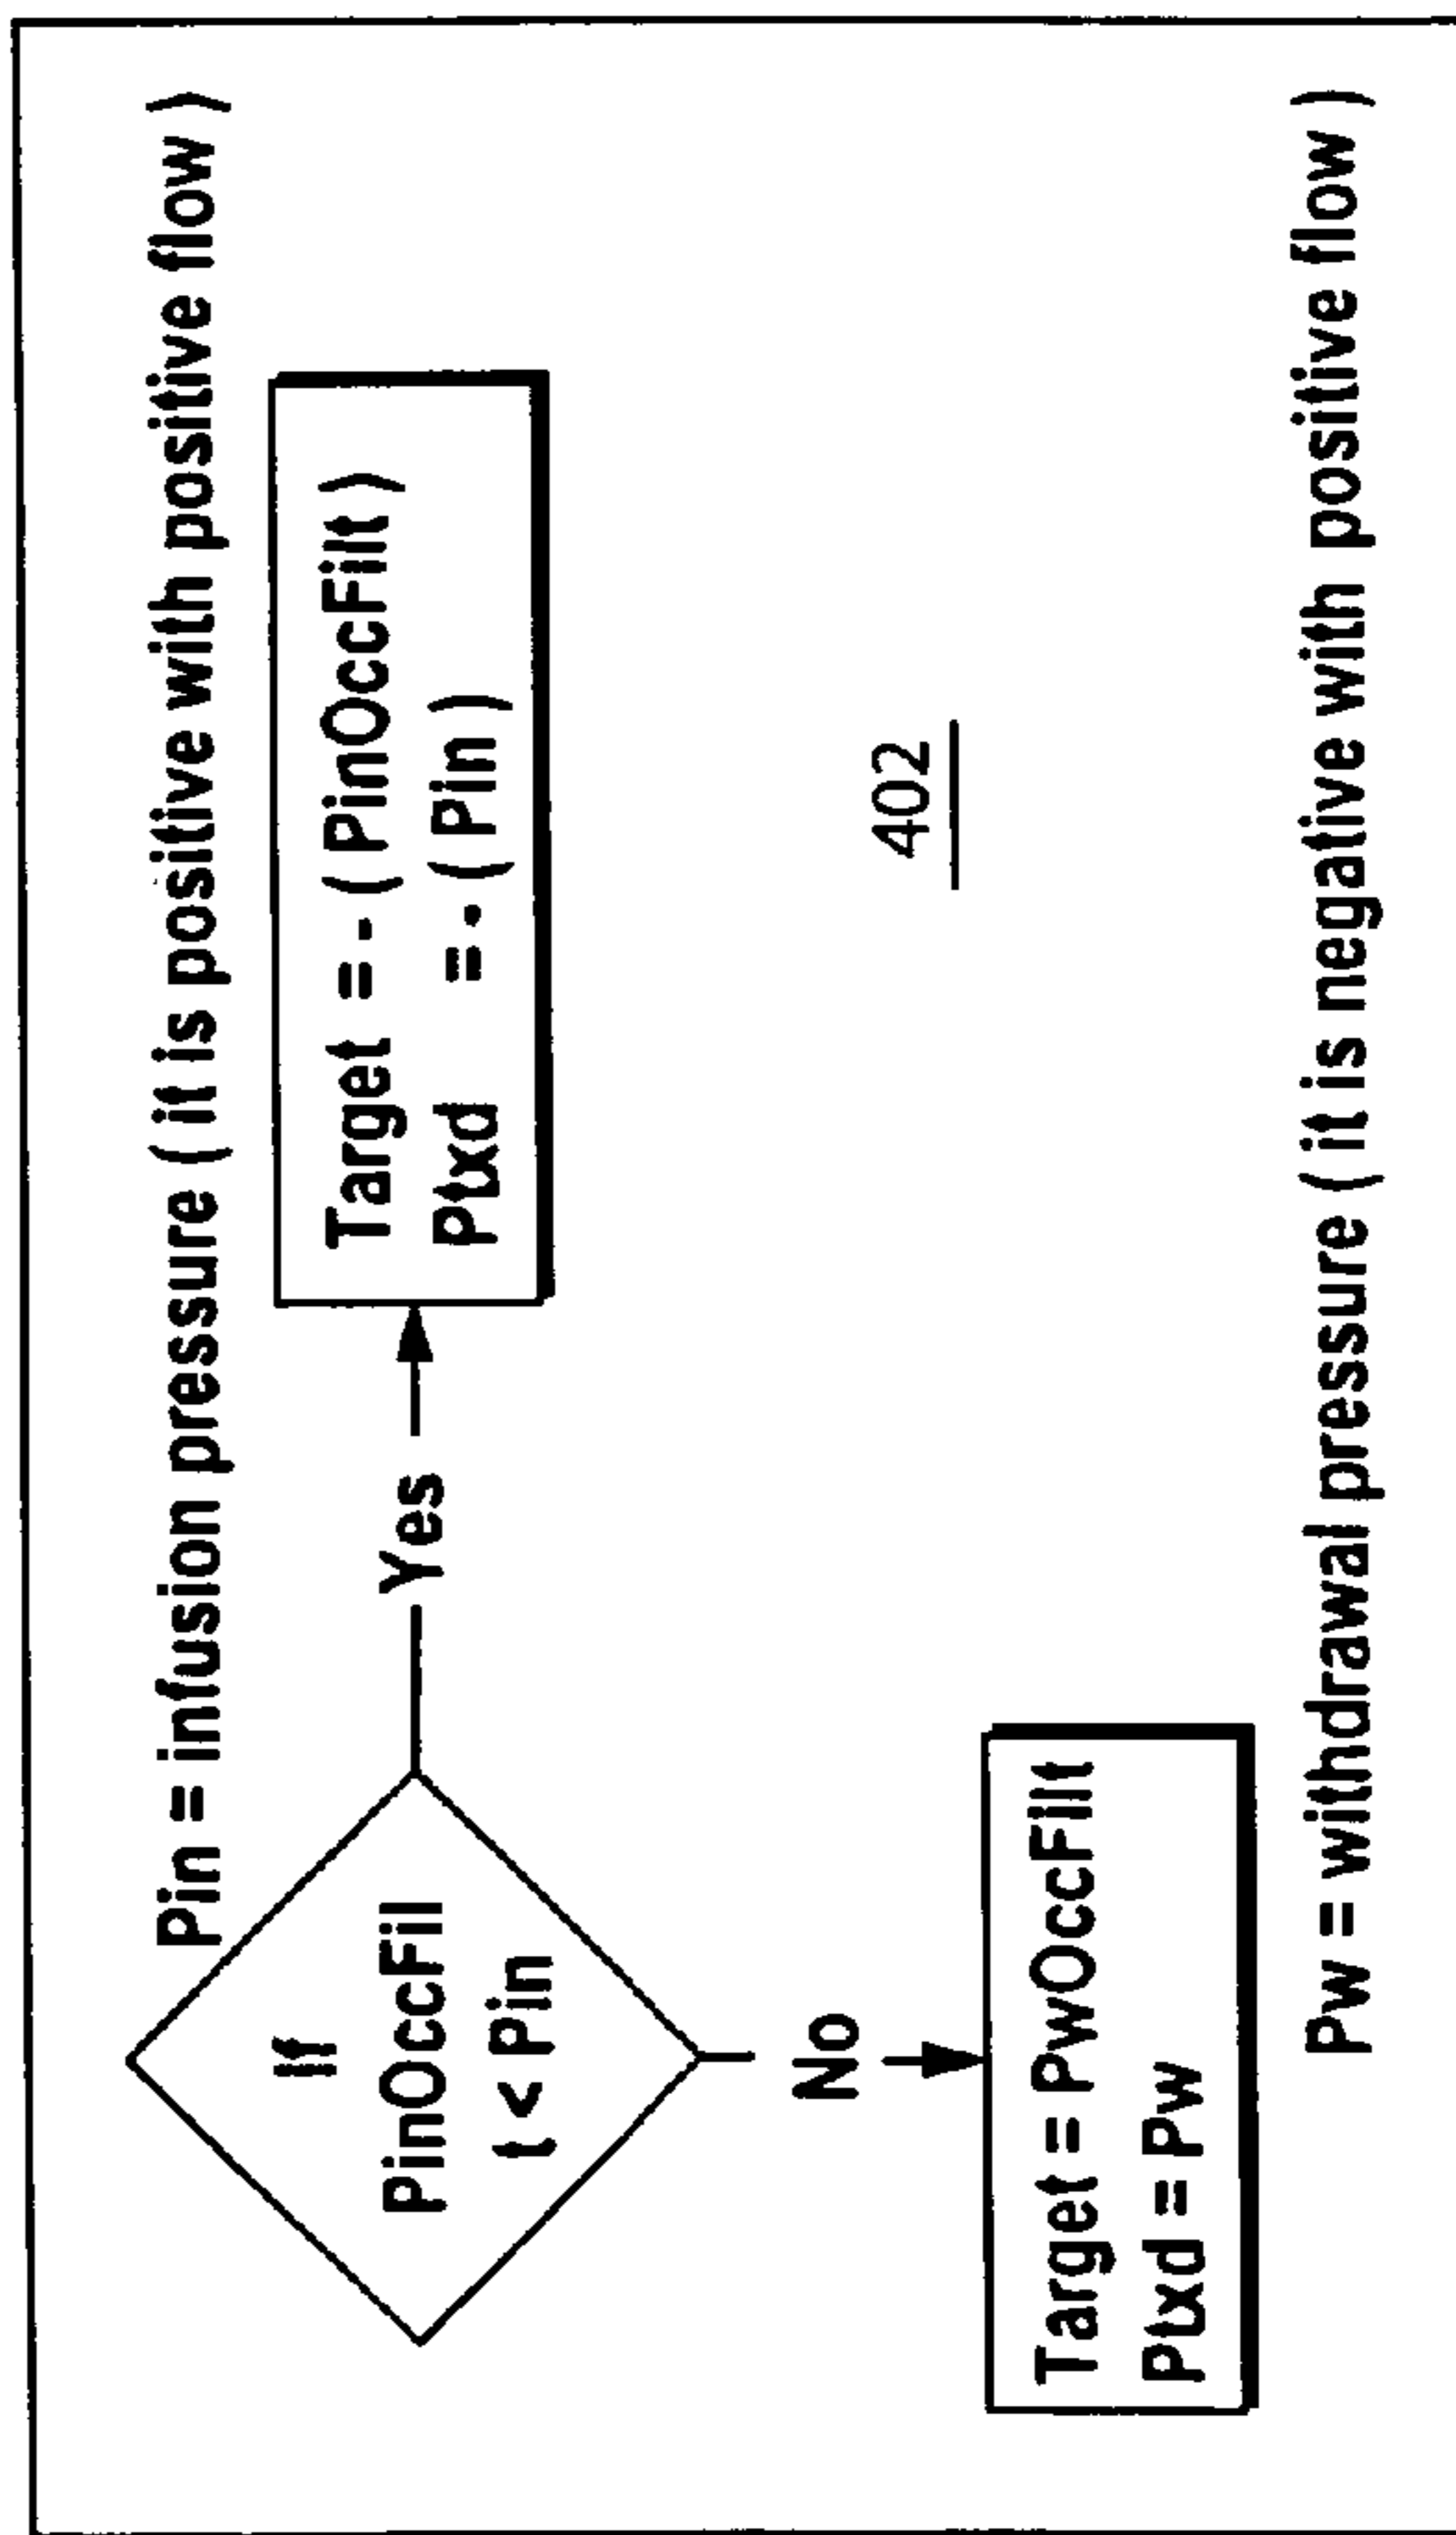 Pin = infusion pressure ( it is positive with positive flow )
If
PinOccFil
t < Pin
Yes
Target = - ( PinOccFilt )
Ptxd = - ( Pin )
402
No
Target = PwOccFilt
Ptxd = Pw
Pw = withdrawal pressure ( it is negative with positive flow )